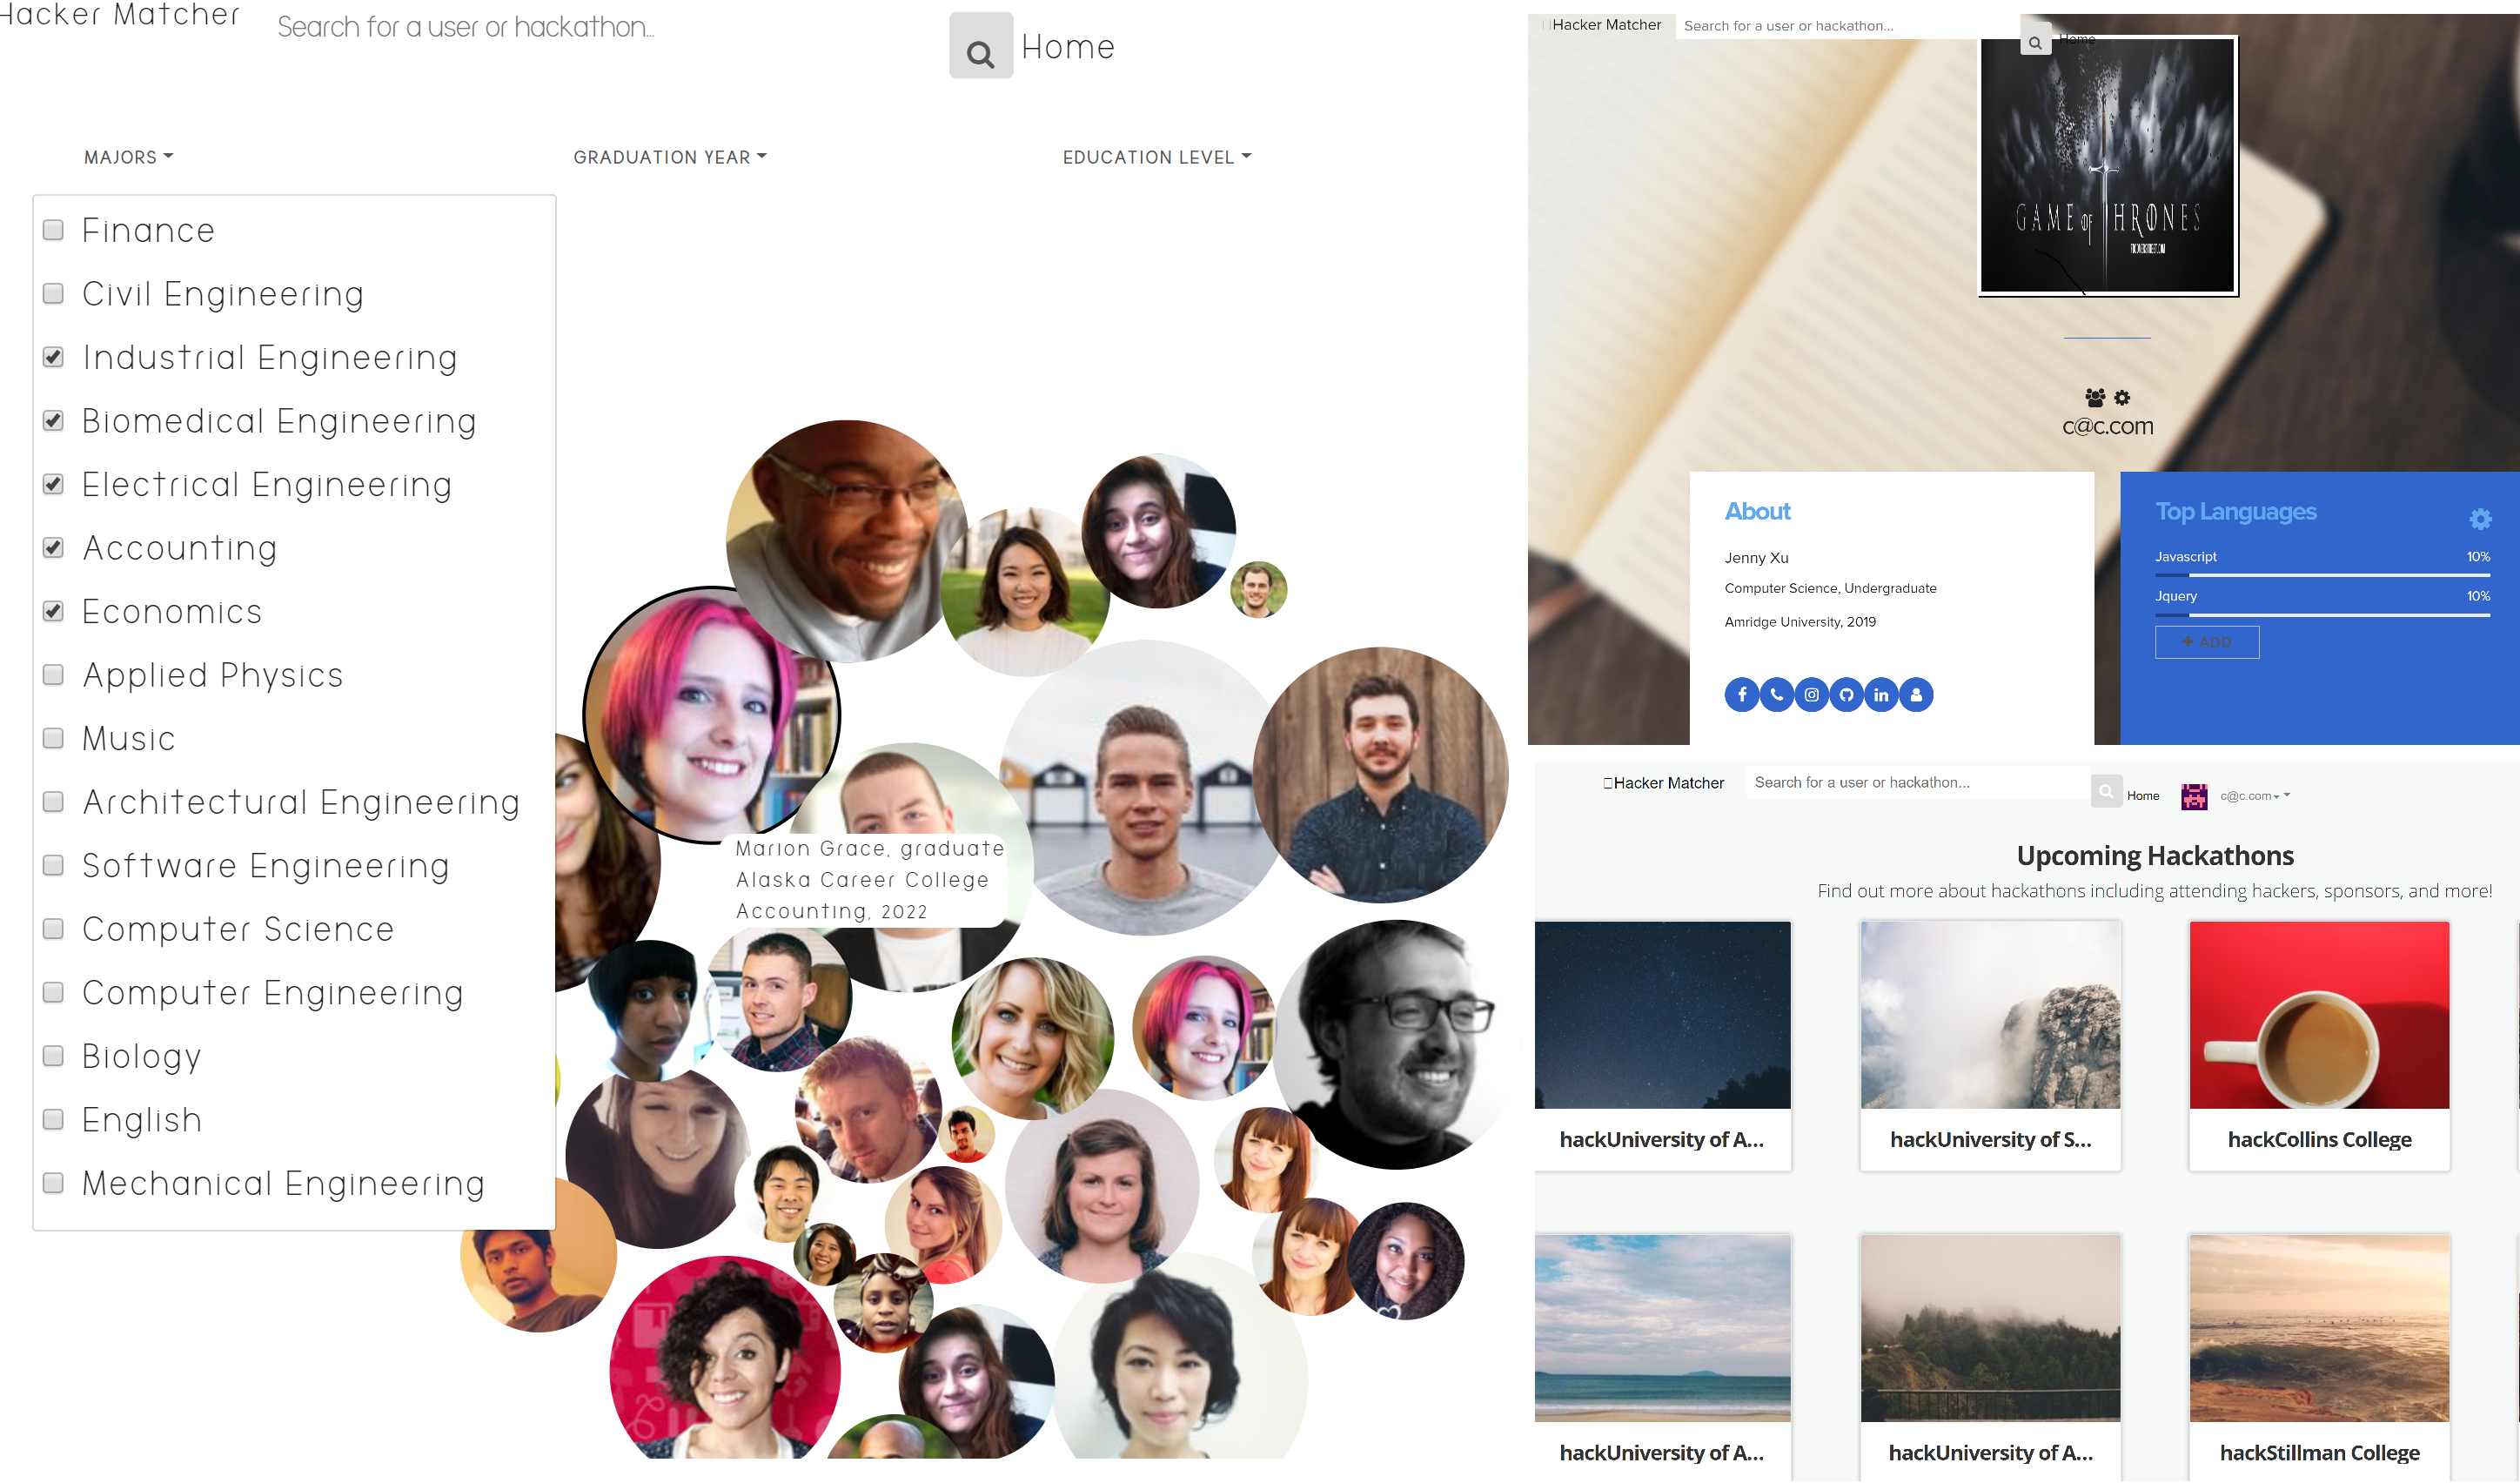 Hacker Matcher
Search for a user or hackathon...
Home
MAJORS
GRADUATION YEAR
EDUCATION LEVEL
Finance
Civil Engineering
Industrial Engineering
Biomedical Engineering
Electrical Engineering
Accounting
Economics
Applied Physics
Music
Architectural Engineering
Software Engineering
Computer Science
Computer Engineering
Biology
English
Mechanical Engineering
Marion Grace, graduate
Alaska Career College
Accounting, 2022
Hacker Matcher
Search for a user or hackathon...
Home
GAME OF THRONES
c@c.com
About
Jenny Xu
Computer Science, Undergraduate
Amridge University, 2019
Top Languages
Javascript 10%
Jquery 10%
+ ADD
Hacker Matcher
Search for a user or hackathon...
Home
c@c.com
Upcoming Hackathons
Find out more about hackathons including attending hackers, sponsors, and more!
hackUniversity of A...
hackUniversity of S...
hackCollins College
hackUniversity of A...
hackUniversity of A...
hackStillman College